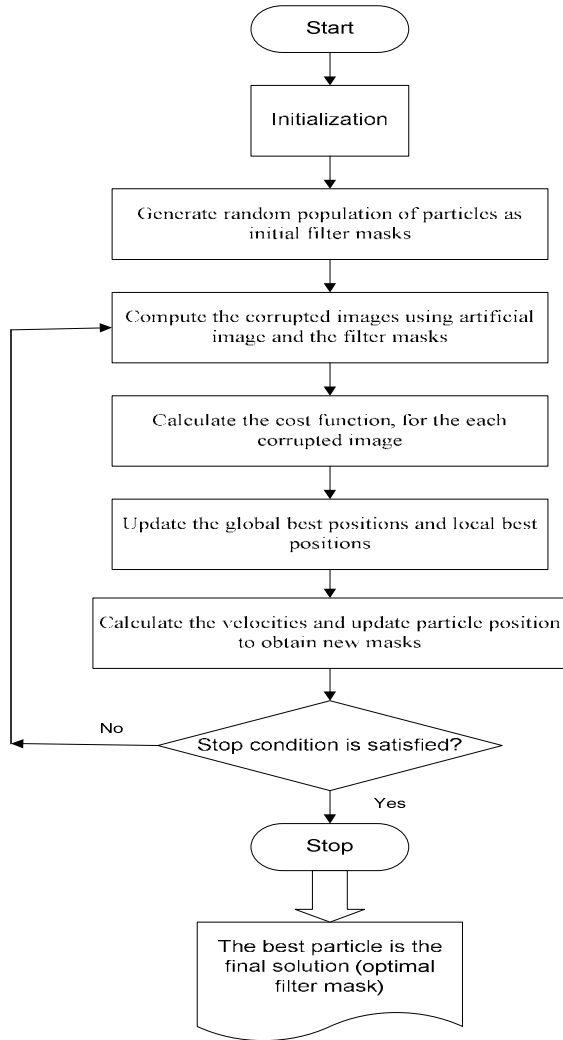 Start
Initialization
Generate random population of particles as
initial filter masks
Compute the corrupted images using artificial
image and the filter masks
Calculate the cost function, for the each
corrupted image
Update the global best positions and local best
positions
Calculate the velocities and update particle position
to obtain new masks
No
Stop condition is satisfied?
Yes
Stop
The best particle is the
final solution (optimal
filter mask)